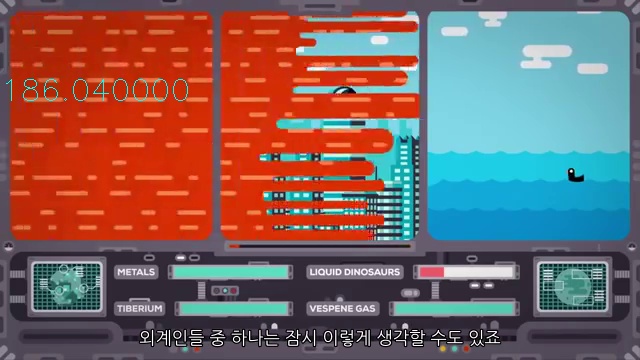 186.040000
METALS
LIQUID DINOSAURS
TIBERIUM
VESPENE GAS
외계인들 중 하나는 잠시 이렇게 생각할 수도 있죠